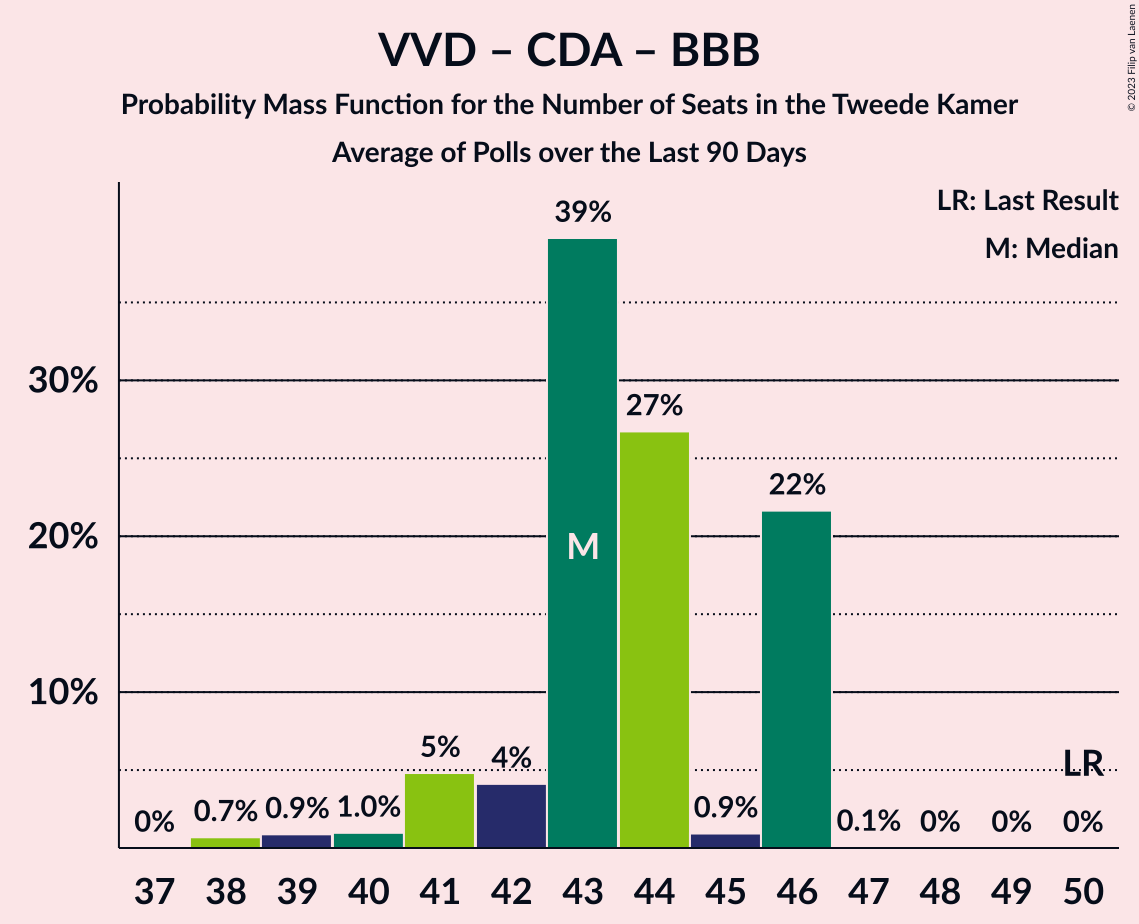 VVD – CDA – BBB
Probability Mass Function for the Number of Seats in the Tweede Kamer
Average of Polls over the Last 90 Days
© 2023 Filip van Laenen
LR: Last Result
M: Median
39%
30%
27%
22%
20%
M
10%
5%
4%
LR
0%
0.7%
0.9%
1.0%
0.9%
0.1%
0%
0%
0%
37 38 39 40 41 42 43 44 45 46 47 48 49 50